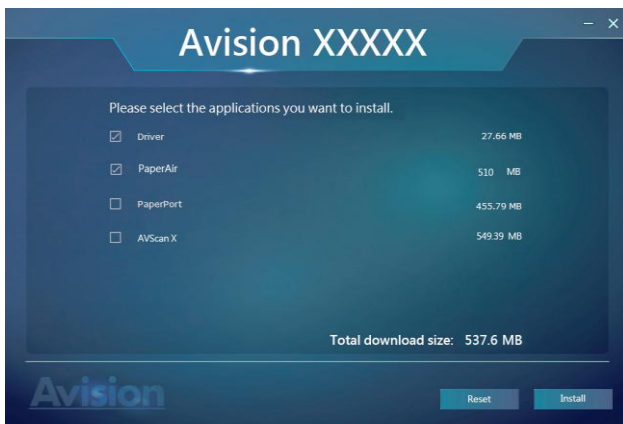 Avision XXXXX
Please select the applications you want to install.
Driver 27.66 MB
PaperAir 510 MB
PaperPort 455.79 MB
AVScan X 549.39 MB
Total download size: 537.6 MB
Avision
Reset Install